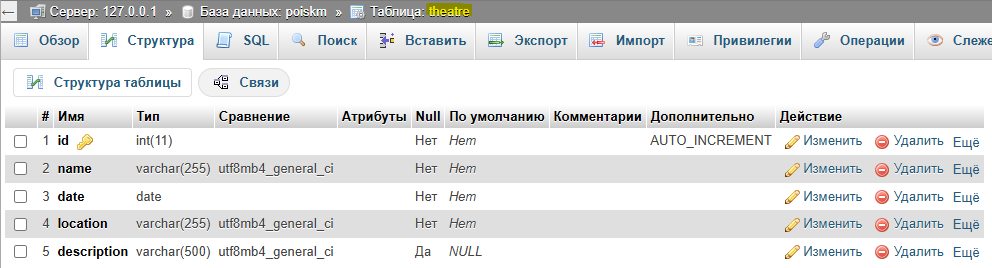 ← Сервер: 127.0.0.1 » База данных: poiskm » Таблица: theatre
Обзор Структура SQL Поиск Вставить Экспорт Импорт Привилегии Операции Слеже
Структура таблицы Связи
# Имя Тип Сравнение Атрибуты Null По умолчанию Комментарии Дополнительно Действие
1 id int(11) Нет Нет AUTO_INCREMENT Изменить Удалить Ещё
2 name varchar(255) utf8mb4_general_ci Нет Нет Изменить Удалить Ещё
3 date date Нет Нет Изменить Удалить Ещё
4 location varchar(255) utf8mb4_general_ci Нет Нет Изменить Удалить Ещё
5 description varchar(500) utf8mb4_general_ci Да NULL Изменить Удалить Ещё